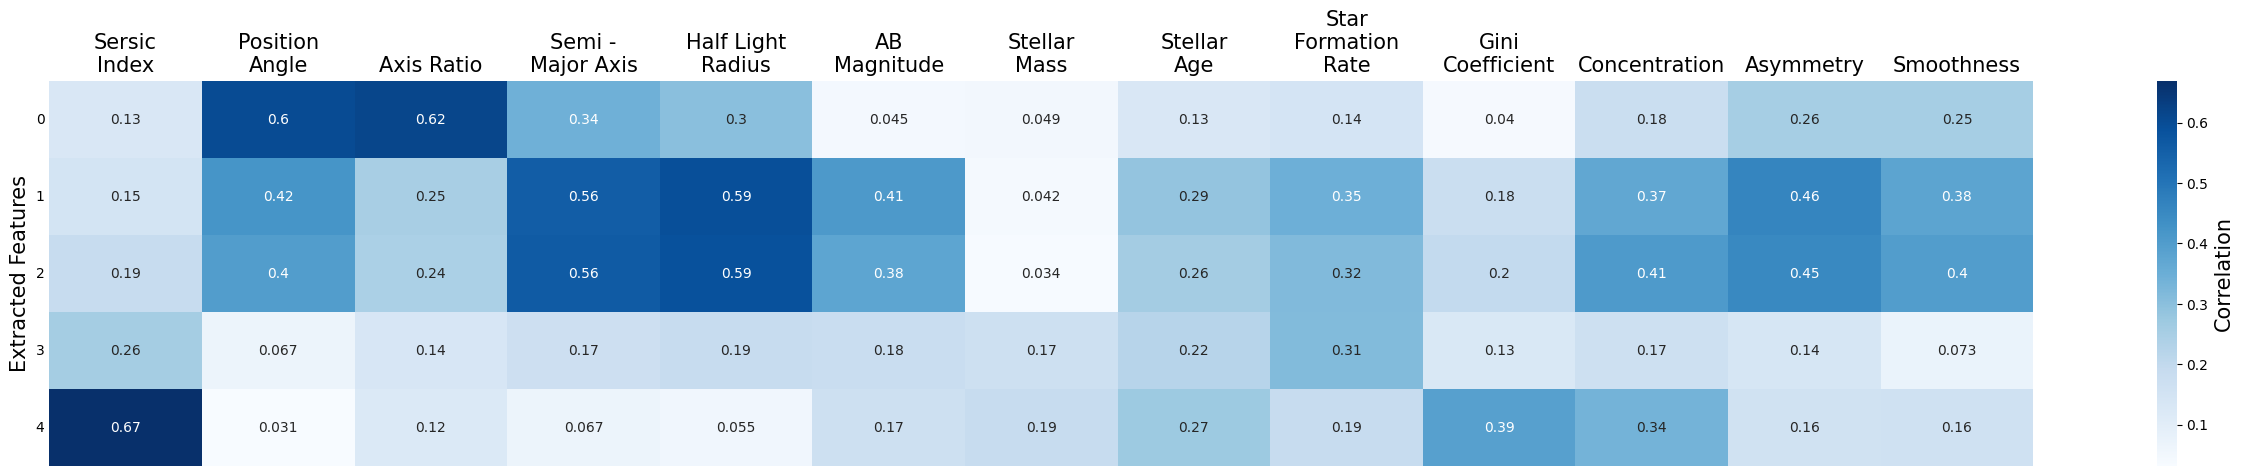 Sersic Index
Position Angle
Axis Ratio
Semi - Major Axis
Half Light Radius
AB Magnitude
Stellar Mass
Stellar Age
Star Formation Rate
Gini Coefficient
Concentration
Asymmetry
Smoothness
Extracted Features
0 0.13 0.6 0.62 0.34 0.3 0.045 0.049 0.13 0.14 0.04 0.18 0.26 0.25
1 0.15 0.42 0.25 0.56 0.59 0.41 0.042 0.29 0.35 0.18 0.37 0.46 0.38
2 0.19 0.4 0.24 0.56 0.59 0.38 0.034 0.26 0.32 0.2 0.41 0.45 0.4
3 0.26 0.067 0.14 0.17 0.19 0.18 0.17 0.22 0.31 0.13 0.17 0.14 0.073
4 0.67 0.031 0.12 0.067 0.055 0.17 0.19 0.27 0.19 0.39 0.34 0.16 0.16
0.6
0.5
0.4
0.3
0.2
0.1
Correlation